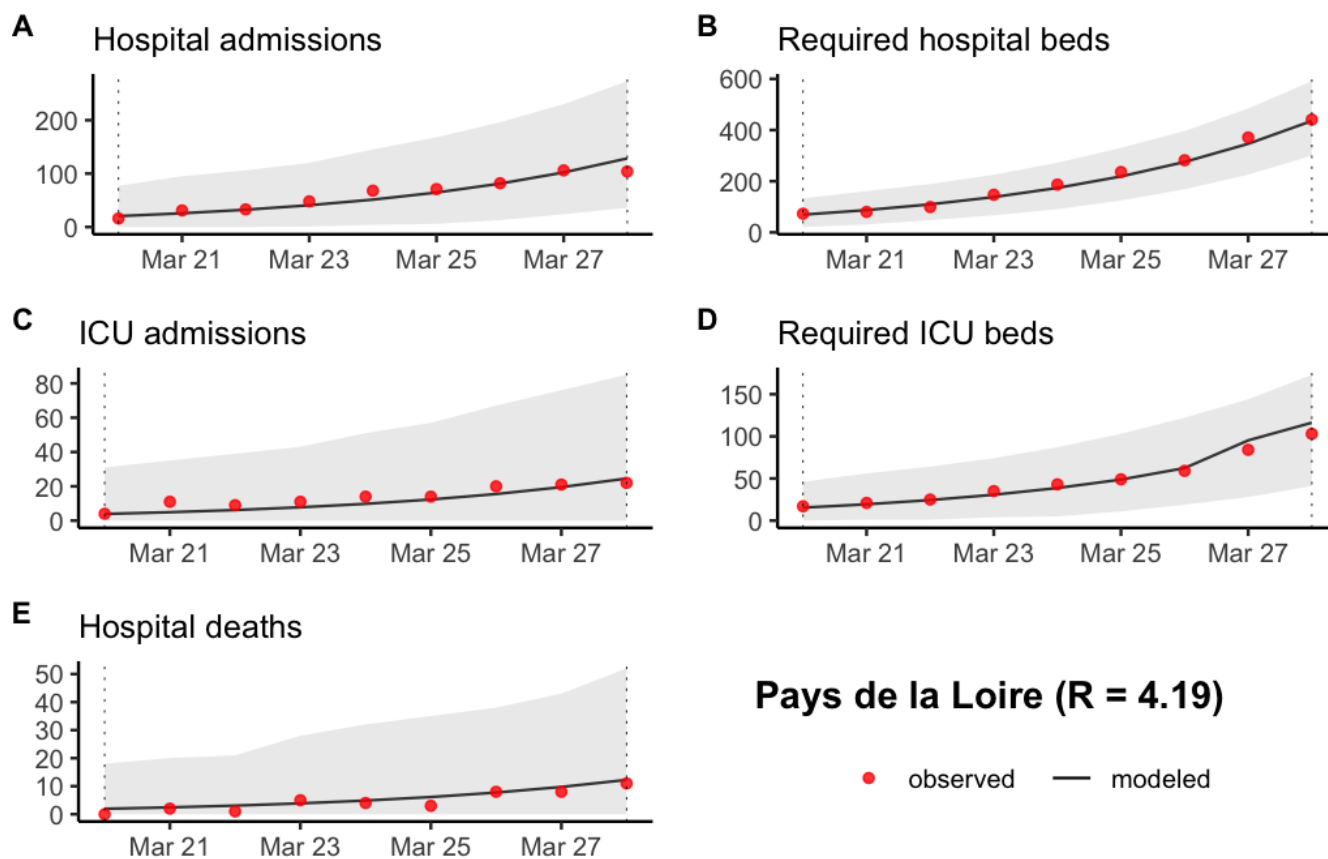 A
Hospital admissions
200
100
0
Mar 21 Mar 23 Mar 25 Mar 27
B
Required hospital beds
600
400
200
0
Mar 21 Mar 23 Mar 25 Mar 27
C
ICU admissions
80
60
40
20
0
Mar 21 Mar 23 Mar 25 Mar 27
D
Required ICU beds
150
100
50
0
Mar 21 Mar 23 Mar 25 Mar 27
E
Hospital deaths
50
40
30
20
10
0
Mar 21 Mar 23 Mar 25 Mar 27
Pays de la Loire (R = 4.19)
observed modeled